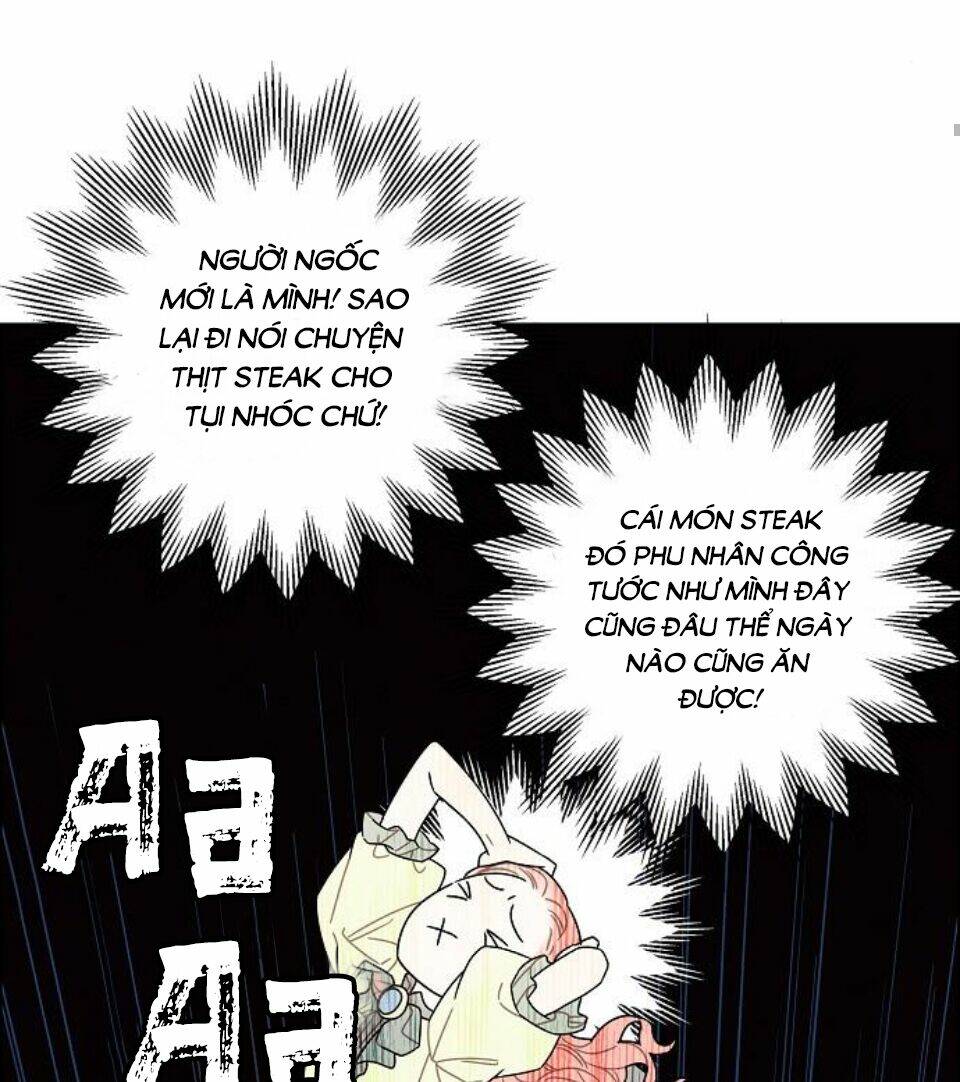 NGƯỜI NGỐC
MỚI LÀ MÌNH! SAO
LẠI ĐI NÓI CHUYỆN
THỊT STEAK CHO
TỤI NHÓC CHỨ!
CÁI MÓN STEAK
ĐÓ PHU NHÂN CÔNG
TƯỚC NHƯ MÌNH ĐÂY
CŨNG ĐÂU THỂ NGÀY
NÀO CŨNG ĂN
ĐƯỢC!
Aa
Aa